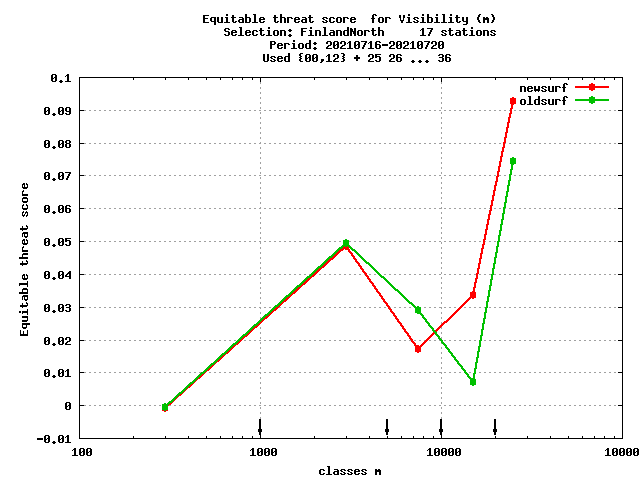 Equitable threat score  for Visibility (m)
Selection: FinlandNorth     17 stations
Period: 20210716-20210720
Used {00,12} + 25 26 ... 36
newsurf
oldsurf
Equitable threat score
0.1
0.09
0.08
0.07
0.06
0.05
0.04
0.03
0.02
0.01
0
-0.01
100 1000 10000 10000
classes m